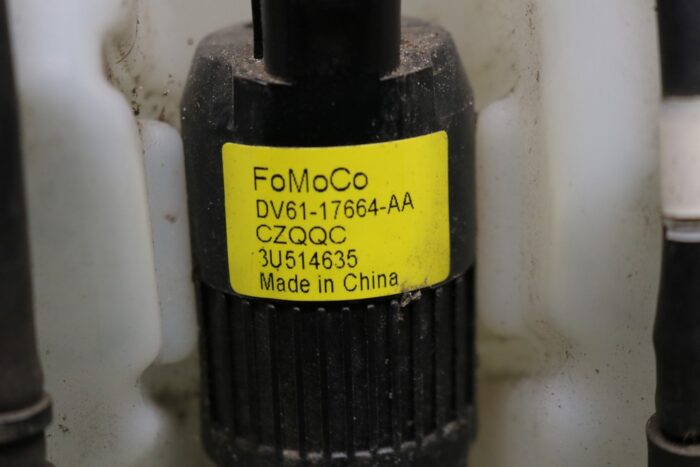 FoMoCo
DV61-17664-AA
CZQQC
3U514635
Made in China